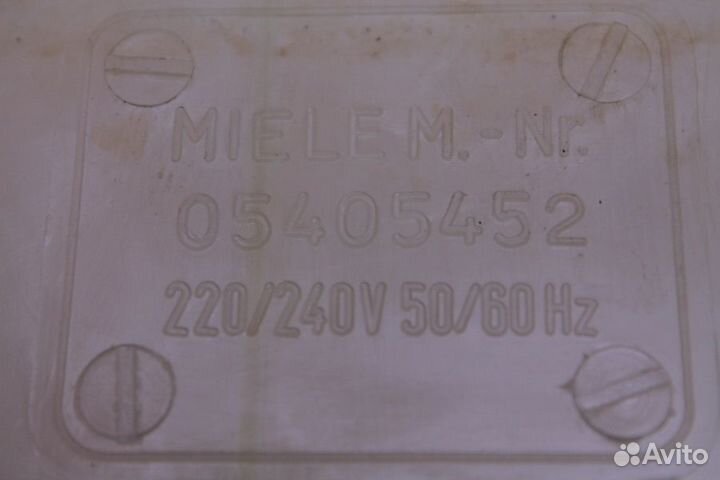 MIELE M.-Nr.
05405452
220/240V 50/60 Hz
Avito